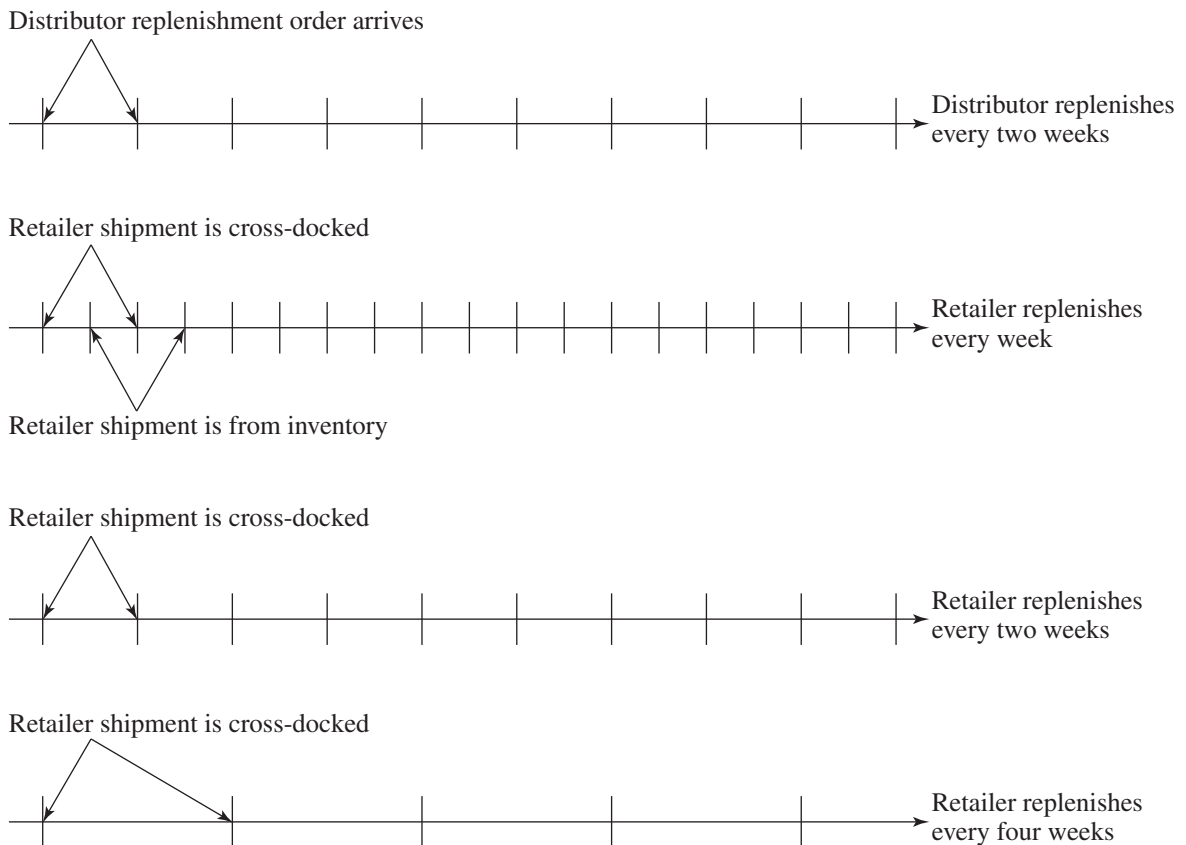 Distributor replenishment order arrives
Distributor replenishes
every two weeks
Retailer shipment is cross-docked
Retailer replenishes
every week
Retailer shipment is from inventory
Retailer shipment is cross-docked
Retailer replenishes
every two weeks
Retailer shipment is cross-docked
Retailer replenishes
every four weeks